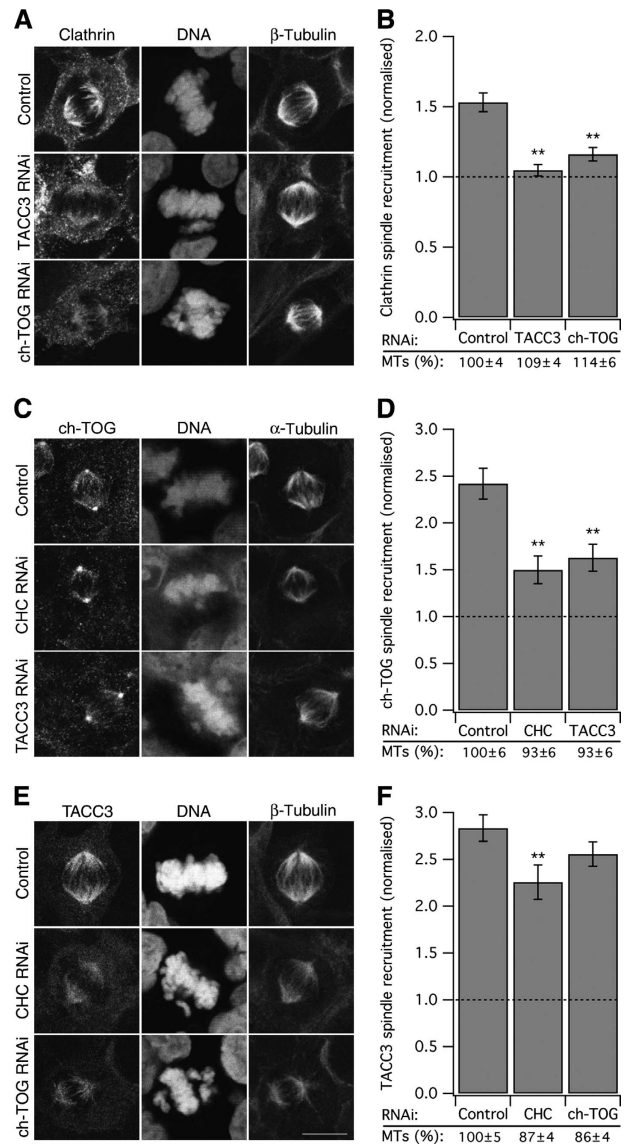 A
Clathrin DNA β-Tubulin
Control
TACC3 RNAi
ch-TOG RNAi
B
Clathrin spindle recruitment (normalised)
2.0
1.5
1.0
0.5
0.0
** **
RNAi: Control TACC3 ch-TOG
MTs (%): 100±4 109±4 114±6
C
ch-TOG DNA α-Tubulin
Control
CHC RNAi
TACC3 RNAi
D
ch-TOG spindle recruitment (normalised)
3.0
2.5
2.0
1.5
1.0
0.5
0.0
** **
RNAi: Control CHC TACC3
MTs (%): 100±6 93±6 93±6
E
TACC3 DNA β-Tubulin
Control
CHC RNAi
ch-TOG RNAi
F
TACC3 spindle recruitment (normalised)
3.0
2.5
2.0
1.5
1.0
0.5
0.0
**
RNAi: Control CHC ch-TOG
MTs (%): 100±5 87±4 86±4